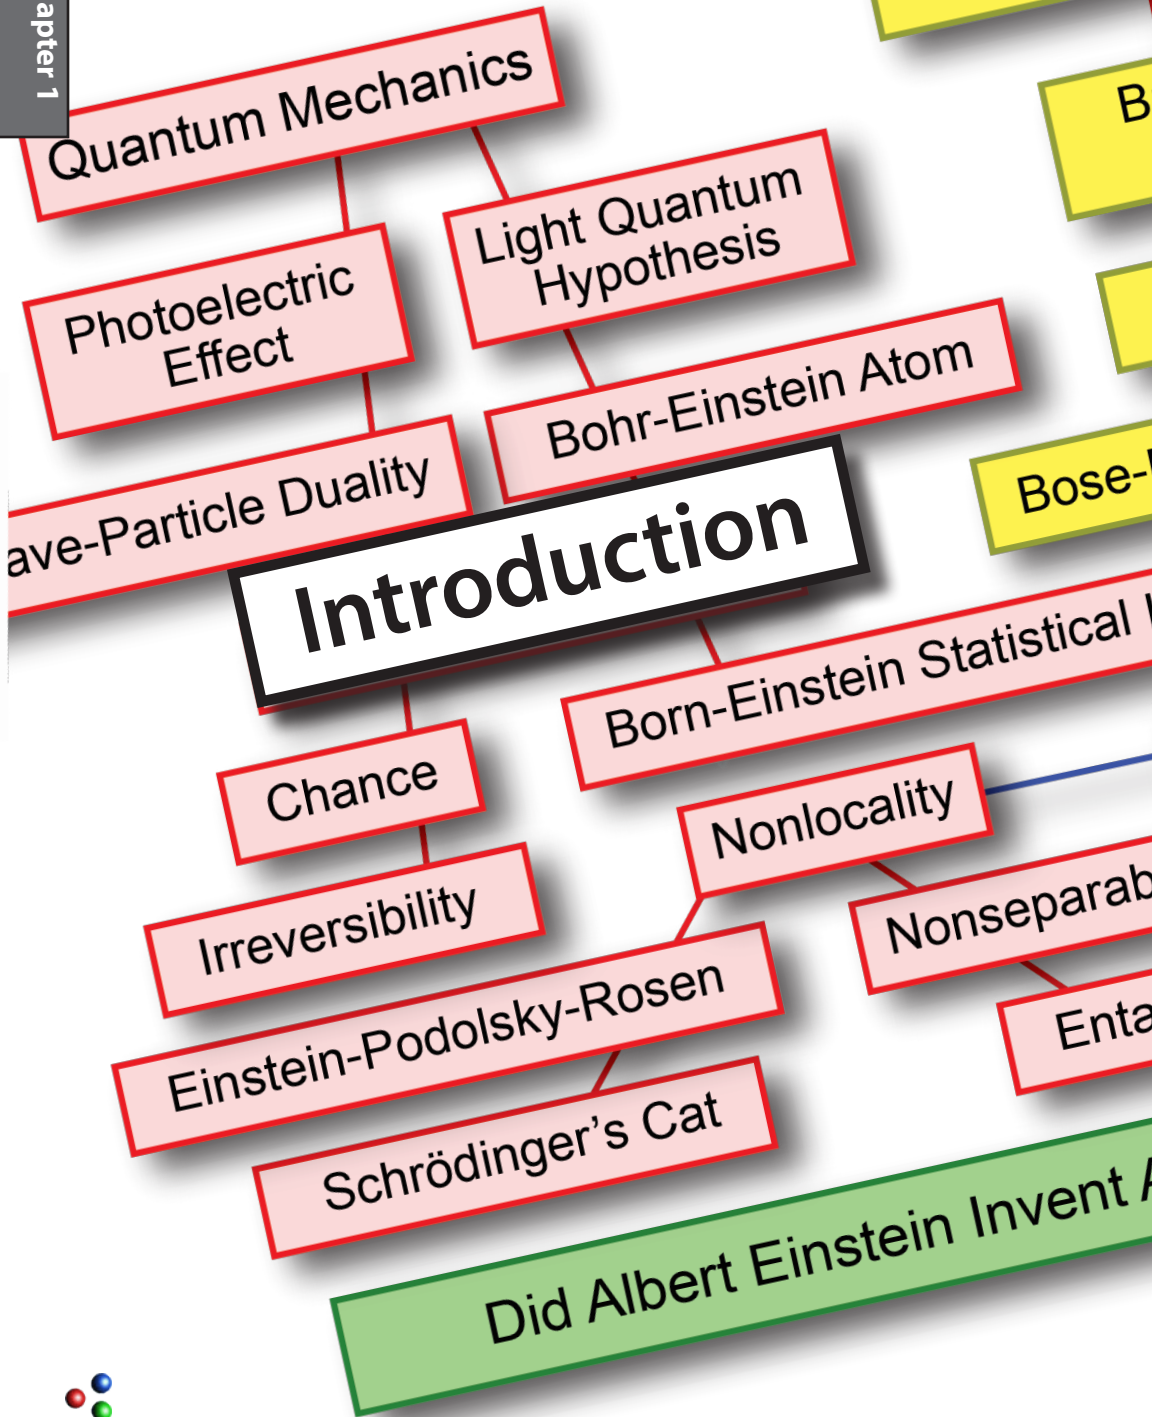 apter 1
Quantum Mechanics
Light Quantum
Hypothesis
Photoelectric
Effect
Bohr-Einstein Atom
ave-Particle Duality
Bose-
Introduction
Born-Einstein Statistical
Chance
Nonlocality
Irreversibility
Nonseparab
Einstein-Podolsky-Rosen
Enta
Schrödinger’s Cat
Did Albert Einstein Invent